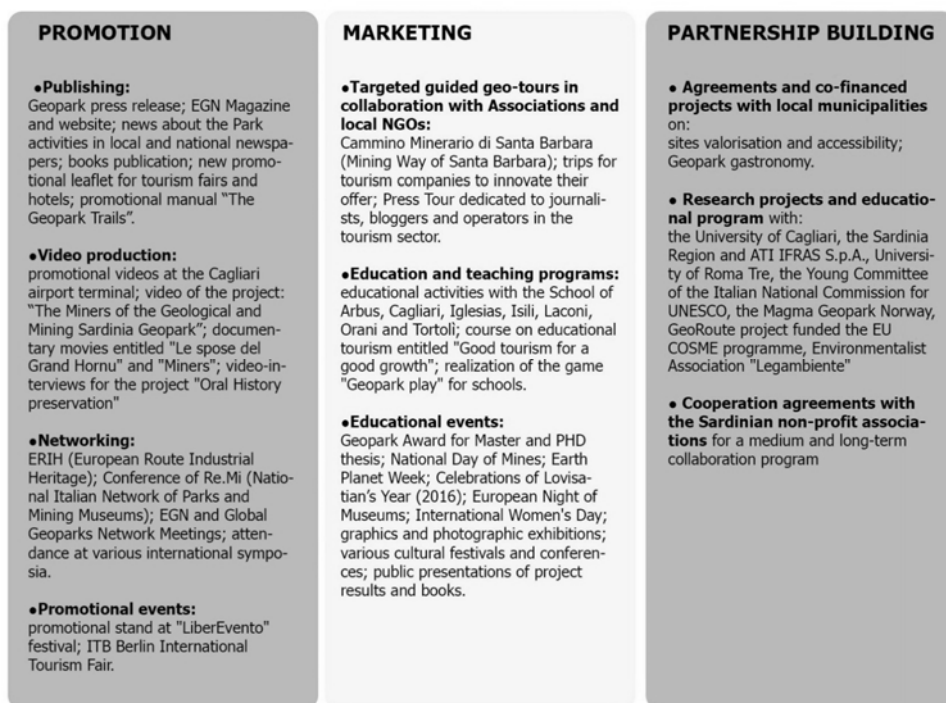 PROMOTION
●Publishing:
Geopark press release; EGN Magazine
and website; news about the Park
activities in local and national newspa-
pers; books publication; new promo-
tional leaflet for tourism fairs and
hotels; promotional manual “The
Geopark Trails”.
●Video production:
promotional videos at the Cagliari
airport terminal; video of the project:
“The Miners of the Geological and
Mining Sardinia Geopark”; documen-
tary movies entitled "Le spose del
Grand Hornu" and "Miners"; video-in-
terviews for the project "Oral History
preservation"
●Networking:
ERIH (European Route Industrial
Heritage); Conference of Re.Mi (Natio-
nal Italian Network of Parks and
Mining Museums); EGN and Global
Geoparks Network Meetings; atten-
dance at various international sympo-
sia.
●Promotional events:
promotional stand at "LiberEvento"
festival; ITB Berlin International
Tourism Fair.
MARKETING
●Targeted guided geo-tours in
collaboration with Associations and
local NGOs:
Cammino Minerario di Santa Barbara
(Mining Way of Santa Barbara); trips for
tourism companies to innovate their
offer; Press Tour dedicated to journali-
sts, bloggers and operators in the
tourism sector.
●Education and teaching programs:
educational activities with the School of
Arbus, Cagliari, Iglesias, Isili, Laconi,
Orani and Tortolì; course on educational
tourism entitled "Good tourism for a
good growth"; realization of the game
"Geopark play" for schools.
●Educational events:
Geopark Award for Master and PHD
thesis; National Day of Mines; Earth
Planet Week; Celebrations of Lovisa-
tian’s Year (2016); European Night of
Museums; International Women's Day;
graphics and photographic exhibitions;
various cultural festivals and conferen-
ces; public presentations of project
results and books.
PARTNERSHIP BUILDING
● Agreements and co-financed
projects with local municipalities
on:
sites valorisation and accessibility;
Geopark gastronomy.
● Research projects and educatio-
nal program with:
the University of Cagliari, the Sardinia
Region and ATI IFRAS S.p.A., Universi-
ty of Roma Tre, the Young Committee
of the Italian National Commission for
UNESCO, the Magma Geopark Norway,
GeoRoute project funded the EU
COSME programme, Environmentalist
Association "Legambiente"
● Cooperation agreements with
the Sardinian non-profit associa-
tions for a medium and long-term
collaboration program